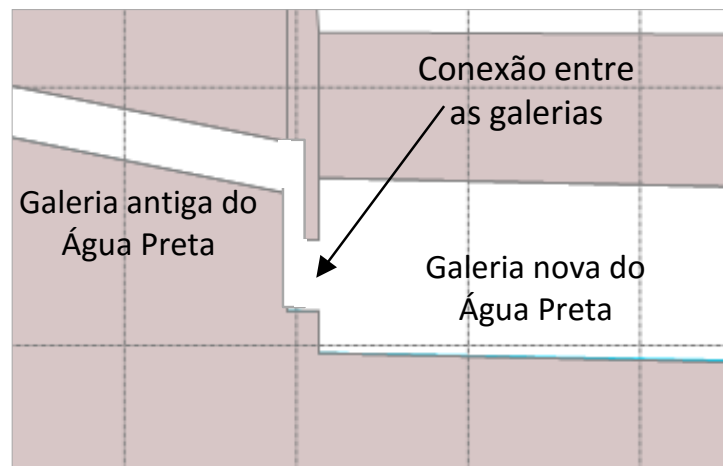 Conexão entre
as galerias
Galeria antiga do
Água Preta
Galeria nova do
Água Preta